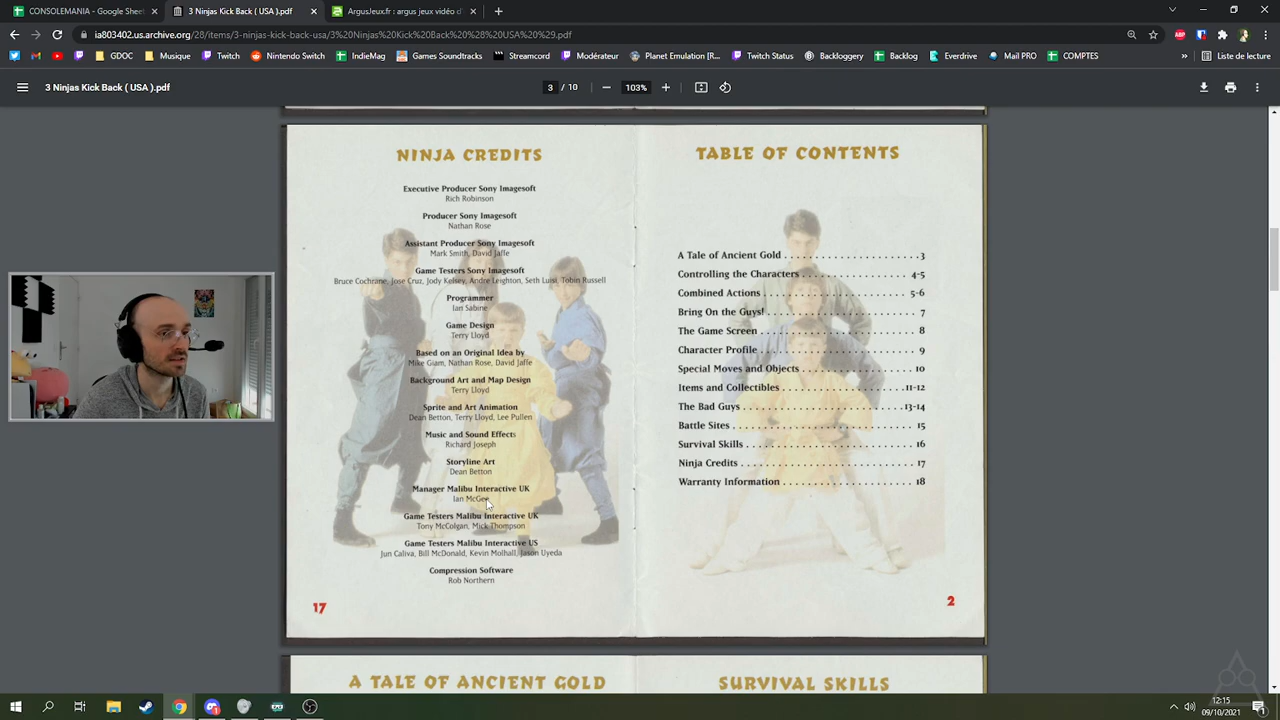 CONSOLEMANIA - Google Sheet
3 Ninjas Kick Back (USA ).pdf
ArgusJeux.fr : argus jeux vidéo d'
ia803402.us.archive.org/28/items/3-ninjas-kick-back-usa/3%20Ninjas%20Kick%20Back%20%28USA%20%29.pdf
Twitter
GDOC
Musique
Twitch
Nintendo Switch
IndieMag
Games Soundtracks
Streamcord
Modérateur
Planet Emulation [R...
Twitch Stats
Backloggery
Backlog
Everdrive
Mail PRO
COMPTES
»
Liste de lecture
3 Ninjas Kick Back (USA ).pdf
3 / 10
103%
NINJA CREDITS
Executive Producer Sony Imagesoft
Rich Robinson
Producer Sony Imagesoft
Nathan Rose
Assistant Producer Sony Imagesoft
Mark Smith, David Jaffe
Game Testers Sony Imagesoft
Bruce Cochrane, Jose Cruz, Jody Kelsey, Andre Leighton, Seth Luisi, Tobin Russell
Programmer
Ian Sabine
Game Design
Terry Lloyd
Based on an Original Idea by
Mike Giam, Nathan Rose, David Jaffe
Background Art and Map Design
Terry Lloyd
Sprite and Art Animation
Dean Betton, Terry Lloyd, Lee Pullen
Music and Sound Effects
Richard Joseph
Storyline Art
Dean Betton
Manager Malibu Interactive UK
Ian McGee
Game Testers Malibu Interactive UK
Tony McColgan, Mick Thompson
Game Testers Malibu Interactive US
Jun Caliva, Bill McDonald, Kevin Molhall, Jason Uyeda
Compression Software
Rob Northern
17
TABLE OF CONTENTS
A Tale of Ancient Gold . . . . . . . . . . . . . . . . . . 3
Controlling the Characters . . . . . . . . . . . . . . 4-5
Combined Actions . . . . . . . . . . . . . . . . . . . 5-6
Bring On the Guys! . . . . . . . . . . . . . . . . . . . . 7
The Game Screen . . . . . . . . . . . . . . . . . . . . . 8
Character Profile . . . . . . . . . . . . . . . . . . . . . 9
Special Moves and Objects . . . . . . . . . . . . . . 10
Items and Collectibles . . . . . . . . . . . . . . . . 11-12
The Bad Guys . . . . . . . . . . . . . . . . . . . . . . 13-14
Battle Sites . . . . . . . . . . . . . . . . . . . . . . . . 15
Survival Skills . . . . . . . . . . . . . . . . . . . . . . 16
Ninja Credits . . . . . . . . . . . . . . . . . . . . . . . 17
Warranty Information . . . . . . . . . . . . . . . . . 18
2
A TALE OF ANCIENT GOLD
SURVIVAL SKILLS
12:15
09/10/2021